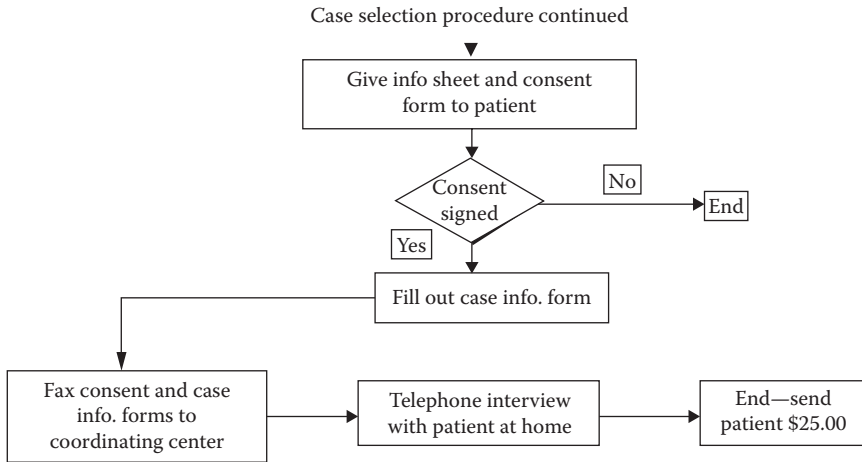 Case selection procedure continued
Give info sheet and consent
form to patient
Consent
signed
No
End
Yes
Fill out case info. form
Fax consent and case
info. forms to
coordinating center
Telephone interview
with patient at home
End—send
patient $25.00